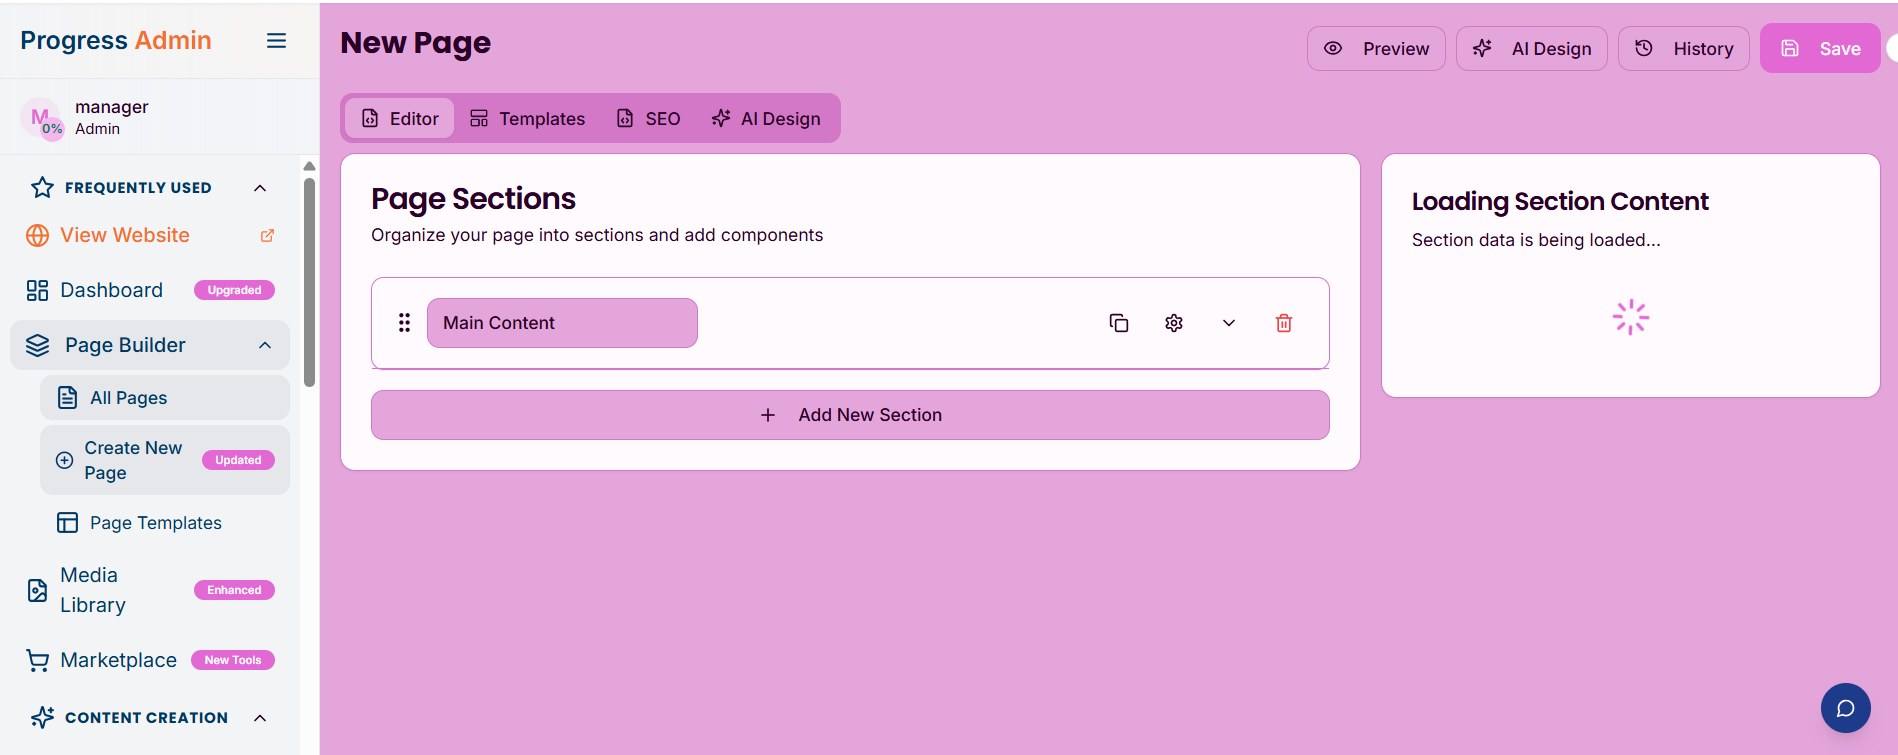 Progress Admin
M
0%
manager
Admin
FREQUENTLY USED
View Website
Dashboard
Upgraded
Page Builder
All Pages
Create New
Page
Updated
Page Templates
Media
Library
Enhanced
Marketplace
New Tools
CONTENT CREATION
New Page
Preview
AI Design
History
Save
Editor
Templates
SEO
AI Design
Page Sections
Organize your page into sections and add components
Main Content
Add New Section
Loading Section Content
Section data is being loaded...